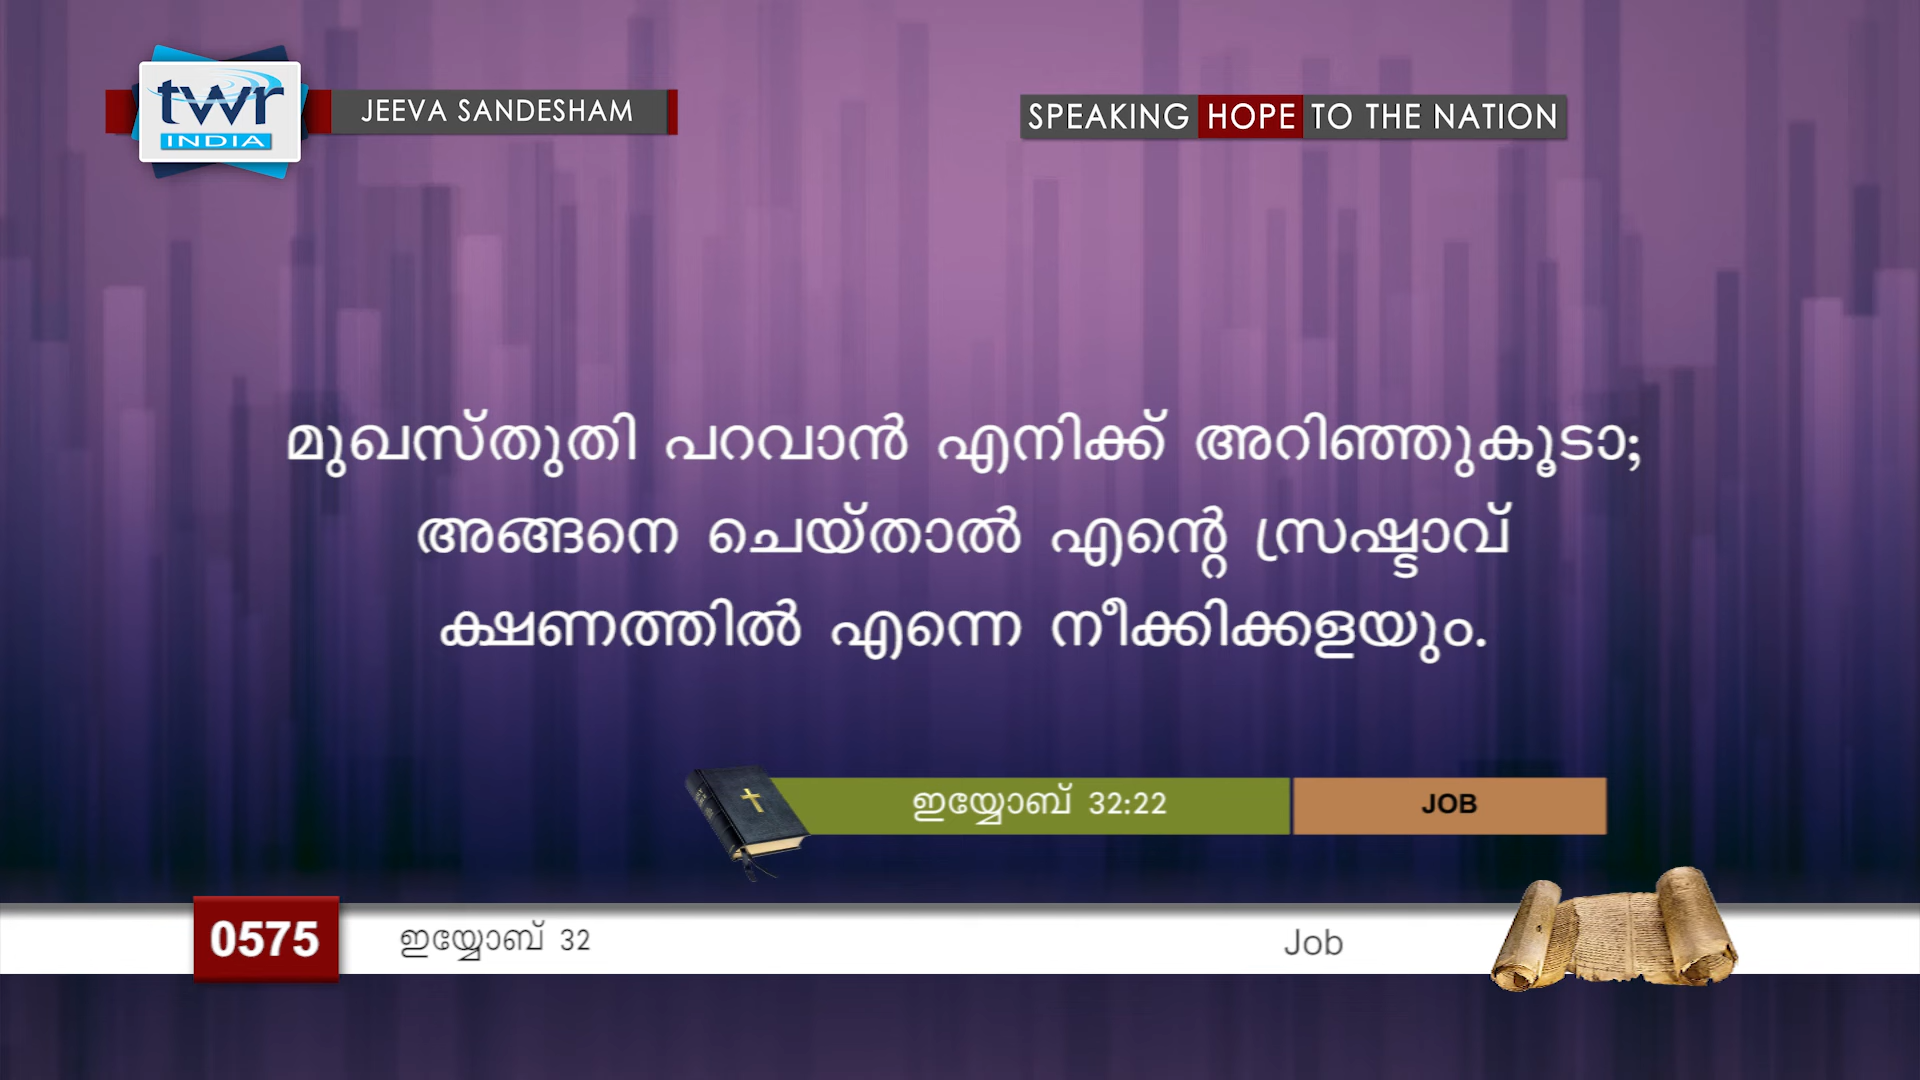 twr
INDIA
JEEVA SANDESHAM
SPEAKING HOPE TO THE NATION
മുഖസ്തുതി പറവാൻ എനിക്ക് അറിഞ്ഞുകൂടാ;
അങ്ങനെ ചെയ്താൽ എന്റെ സ്രഷ്ടാവ്
ക്ഷണത്തിൽ എന്നെ നീക്കിക്കളയും.
ഇയ്യോബ് 32:22
JOB
0575
ഇയ്യോബ് 32
Job